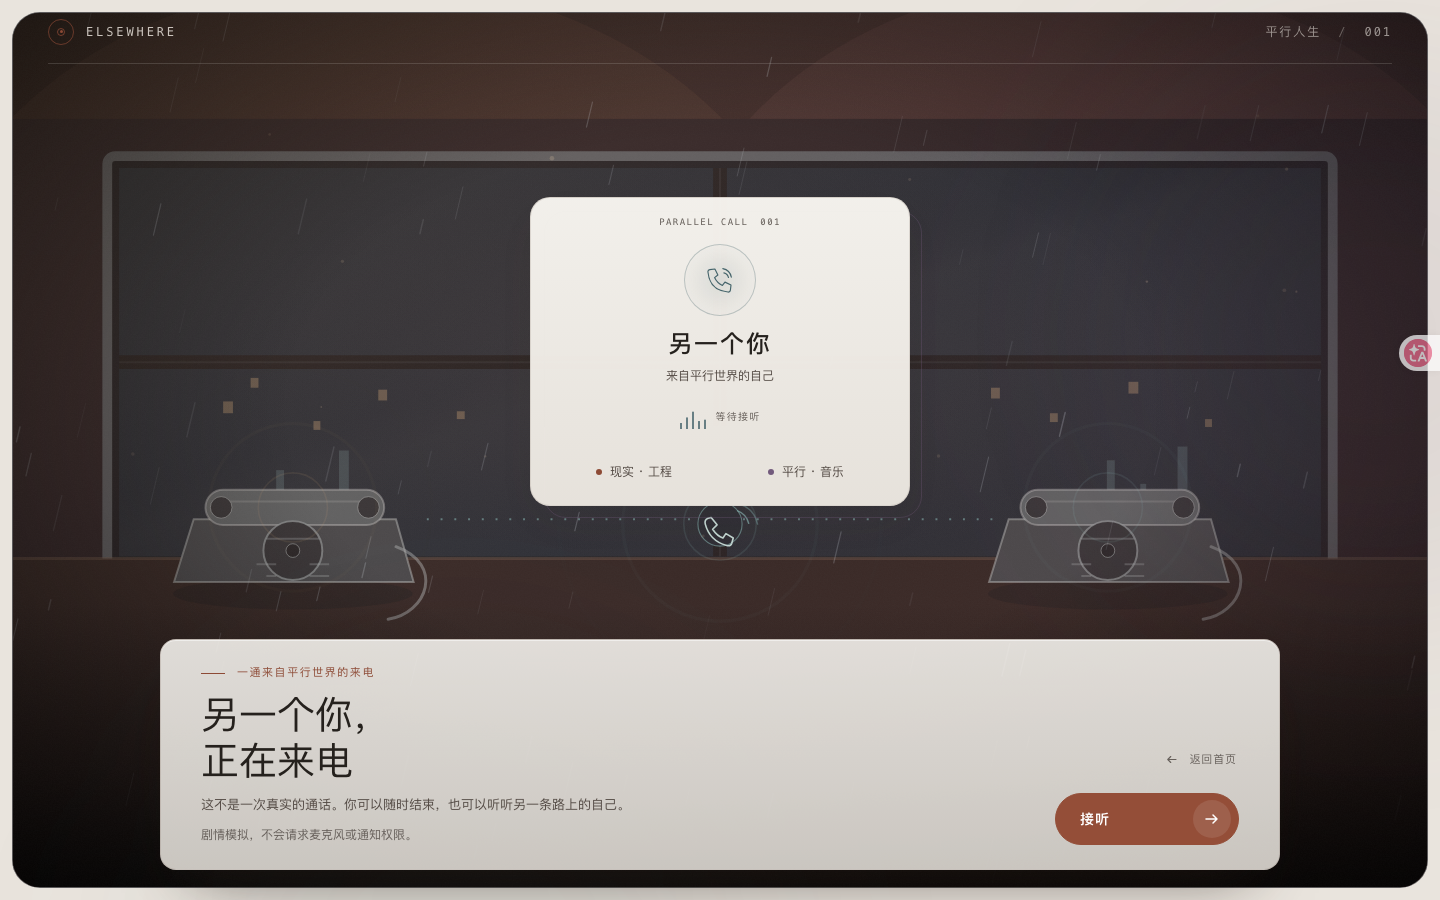 ELSEWHERE
平行人生 / 001
PARALLEL CALL 001
另一个你
来自平行世界的自己
等待接听
现实 · 工程
平行 · 音乐
一通来自平行世界的来电
另一个你，
正在来电
这不是一次真实的通话。你可以随时结束，也可以听听另一条路上的自己。
剧情模拟，不会请求麦克风或通知权限。
← 返回首页
接听 →